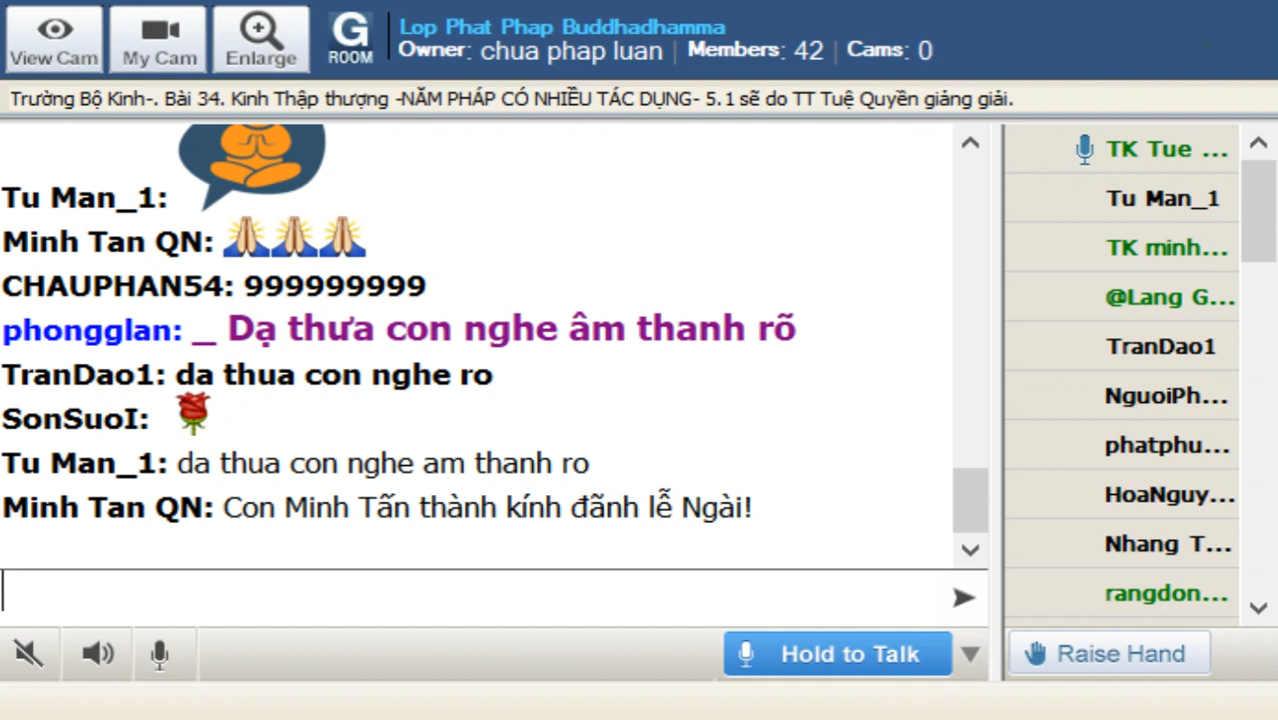 View Cam
My Cam
Enlarge
G
ROOM
Lop Phat Phap Buddhadhamma
Owner: chua phap luan | Members: 42 | Cams: 0
Trường Bộ Kinh-. Bài 34. Kinh Thập thượng -NĂM PHÁP CÓ NHIỀU TÁC DỤNG- 5.1 sẽ do TT Tuệ Quyền giảng giải.
Tu Man_1:
Minh Tan QN:
CHAUPHAN54: 999999999
phongglan: _ Dạ thưa con nghe âm thanh rõ
TranDao1: da thua con nghe ro
SonSuoI:
Tu Man_1: da thua con nghe am thanh ro
Minh Tan QN: Con Minh Tấn thành kính đãnh lễ Ngài!
TK Tue ...
Tu Man_1
TK minh...
@Lang G...
TranDao1
NguoiPh...
phatphu...
HoaNguy...
Nhang T...
rangdon...
Hold to Talk
Raise Hand